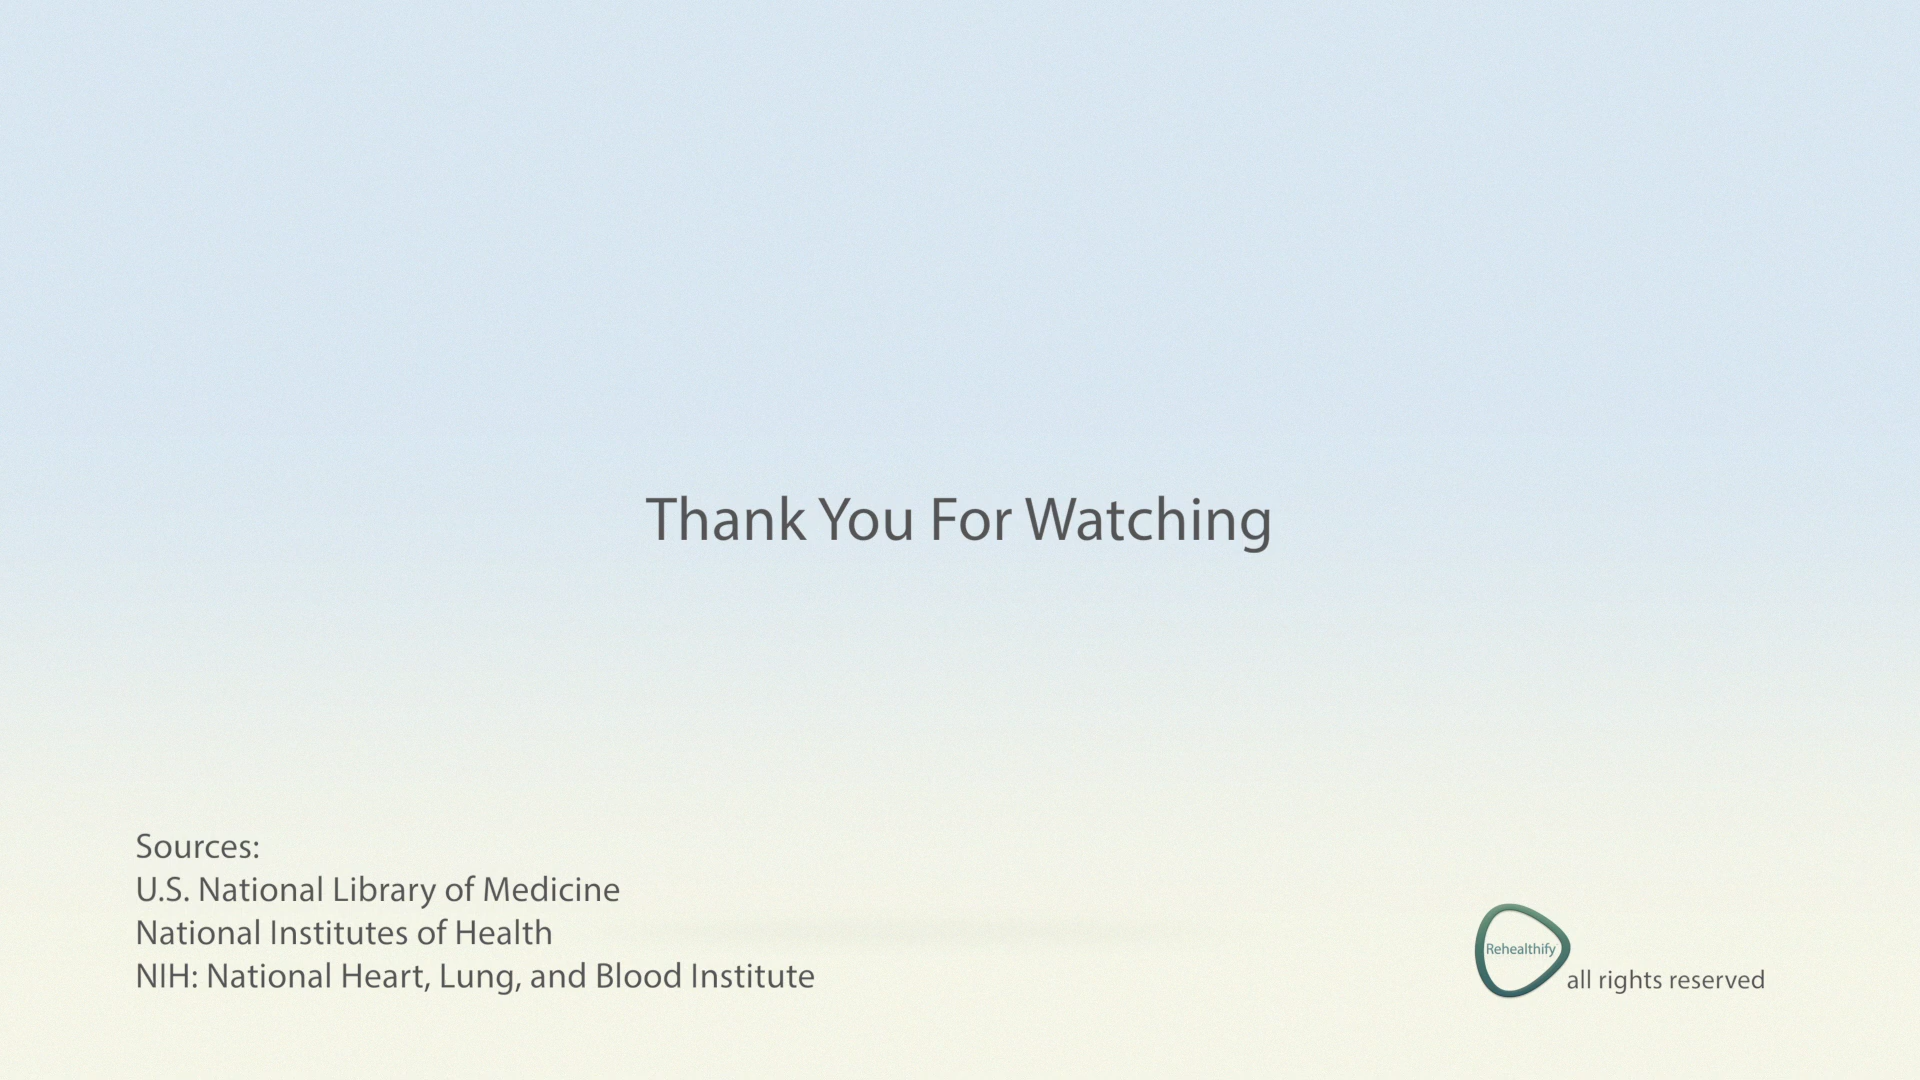 Thank You For Watching
Sources:
U.S. National Library of Medicine
National Institutes of Health
NIH: National Heart, Lung, and Blood Institute
Rehealthify
all rights reserved